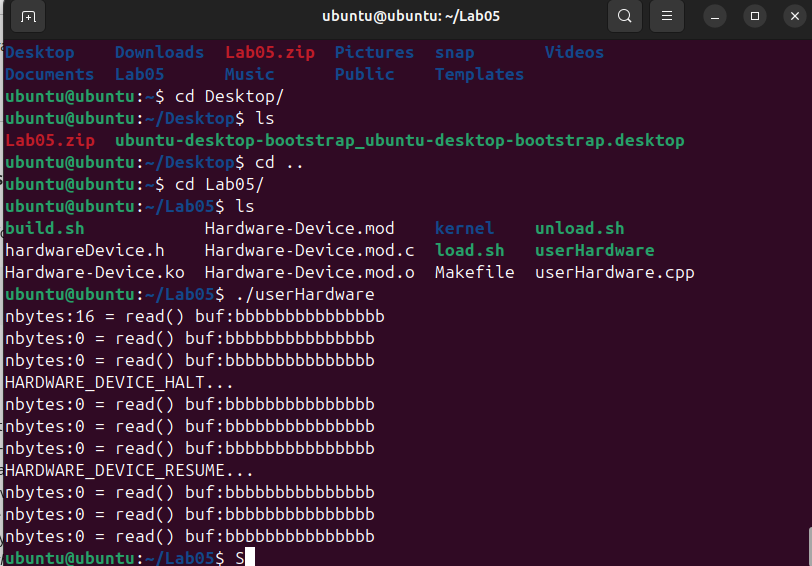 ubuntu@ubuntu: ~/Lab05
Desktop Downloads Lab05.zip Pictures snap Videos
Documents Lab05 Music Public Templates
ubuntu@ubuntu:~$ cd Desktop/
ubuntu@ubuntu:~/Desktop$ ls
Lab05.zip ubuntu-desktop-bootstrap_ubuntu-desktop-bootstrap.desktop
ubuntu@ubuntu:~/Desktop$ cd ..
ubuntu@ubuntu:~$ cd Lab05/
ubuntu@ubuntu:~/Lab05$ ls
build.sh Hardware-Device.mod kernel unload.sh
hardwareDevice.h Hardware-Device.mod.c load.sh userHardware
Hardware-Device.ko Hardware-Device.mod.o Makefile userHardware.cpp
ubuntu@ubuntu:~/Lab05$ ./userHardware
nbytes:16 = read() buf:bbbbbbbbbbbbbbb
nbytes:0 = read() buf:bbbbbbbbbbbbbbb
nbytes:0 = read() buf:bbbbbbbbbbbbbbb
HARDWARE_DEVICE_HALT...
nbytes:0 = read() buf:bbbbbbbbbbbbbbb
nbytes:0 = read() buf:bbbbbbbbbbbbbbb
nbytes:0 = read() buf:bbbbbbbbbbbbbbb
HARDWARE_DEVICE_RESUME...
nbytes:0 = read() buf:bbbbbbbbbbbbbbb
nbytes:0 = read() buf:bbbbbbbbbbbbbbb
nbytes:0 = read() buf:bbbbbbbbbbbbbbb
ubuntu@ubuntu:~/Lab05$ S